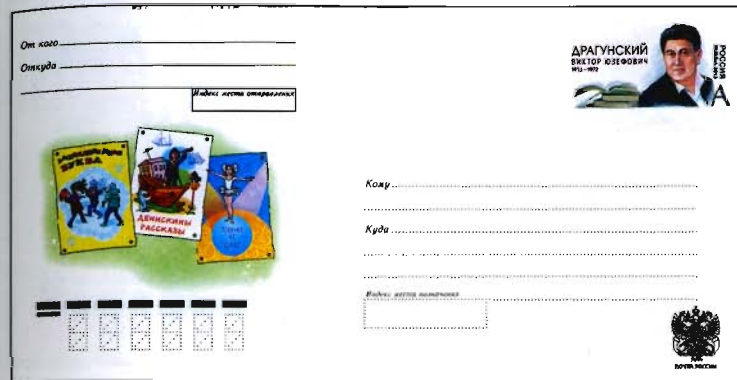 От кого
Откуда
Индекс места отправления
ДРАГУНСКИЙ
ВИКТОР ЮЗЕФОВИЧ
1913–1972
РОССИЯ
А
БУКВА
ДЕНИСКИНЫ
РАССКАЗЫ
Кому
Куда
Индекс места назначения
ПОЧТА РОССИИ